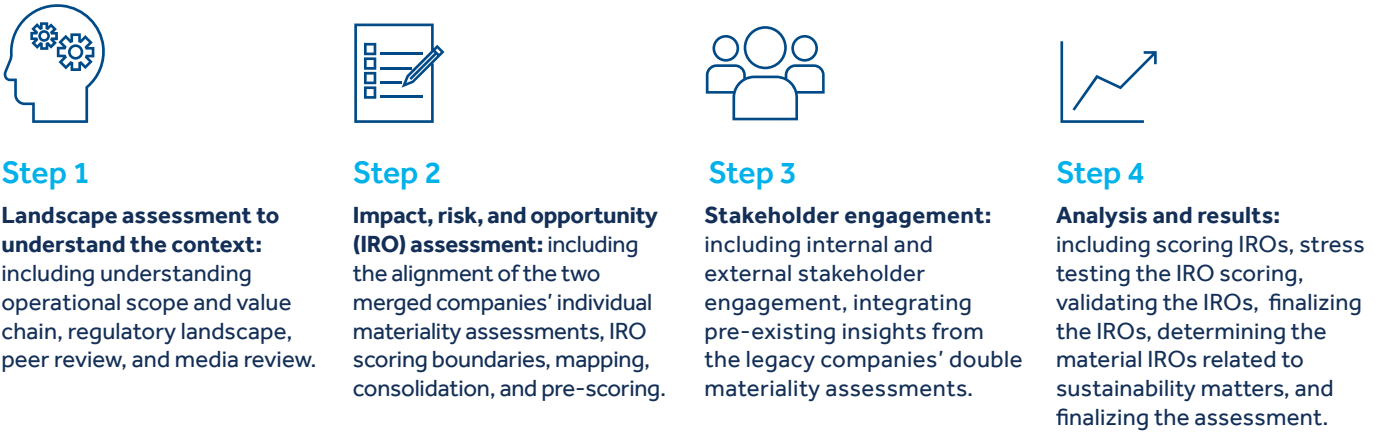 Step 1
Landscape assessment to
understand the context:
including understanding
operational scope and value
chain, regulatory landscape,
peer review, and media review.
Step 2
Impact, risk, and opportunity
(IRO) assessment: including
the alignment of the two
merged companies’ individual
materiality assessments, IRO
scoring boundaries, mapping,
consolidation, and pre-scoring.
Step 3
Stakeholder engagement:
including internal and
external stakeholder
engagement, integrating
pre-existing insights from
the legacy companies’ double
materiality assessments.
Step 4
Analysis and results:
including scoring IROs, stress
testing the IRO scoring,
validating the IROs, finalizing
the IROs, determining the
material IROs related to
sustainability matters, and
finalizing the assessment.